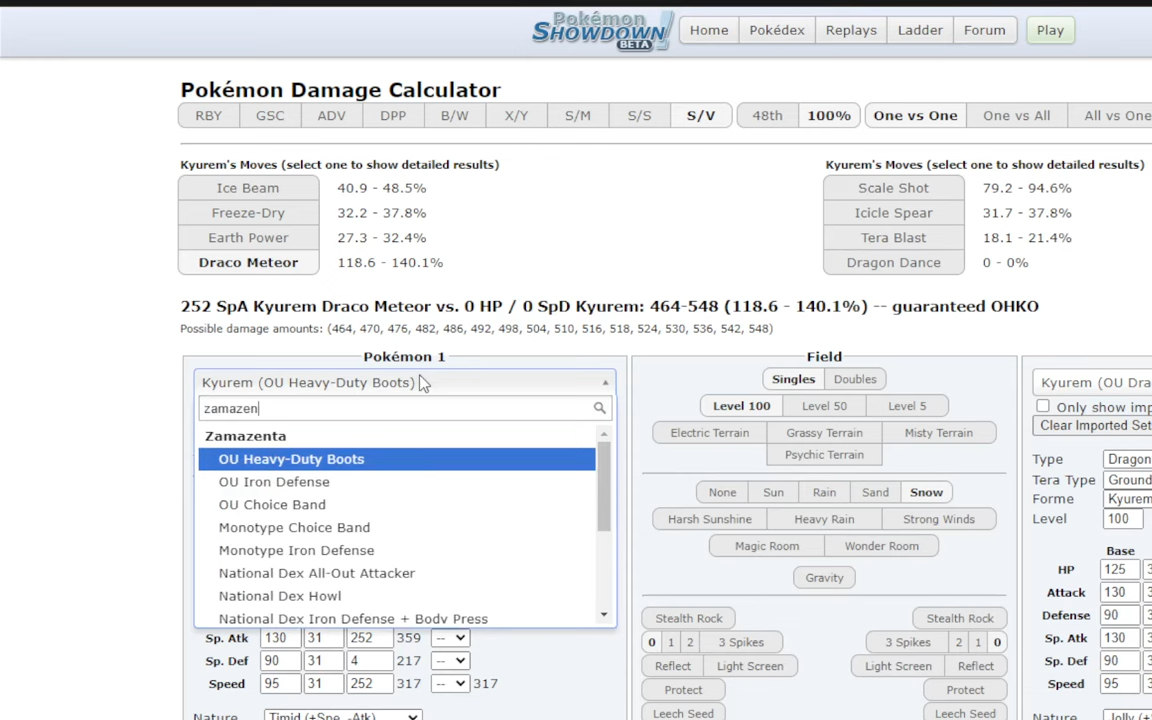 Pokémon
SHOWDOWN!
BETA
Home Pokédex Replays Ladder Forum Play
Pokémon Damage Calculator
RBY GSC ADV DPP B/W X/Y S/M S/S S/V 48th 100% One vs One One vs All All vs One
Kyurem's Moves (select one to show detailed results) Kyurem's Moves (select one to show detailed results)
Ice Beam 40.9 - 48.5% Scale Shot 79.2 - 94.6%
Freeze-Dry 32.2 - 37.8% Icicle Spear 31.7 - 37.8%
Earth Power 27.3 - 32.4% Tera Blast 18.1 - 21.4%
Draco Meteor 118.6 - 140.1% Dragon Dance 0 - 0%
252 SpA Kyurem Draco Meteor vs. 0 HP / 0 SpD Kyurem: 464-548 (118.6 - 140.1%) -- guaranteed OHKO
Possible damage amounts: (464, 470, 476, 482, 486, 492, 498, 504, 510, 516, 518, 524, 530, 536, 542, 548)
Pokémon 1
Kyurem (OU Heavy-Duty Boots)
zamazen
Zamazenta
OU Heavy-Duty Boots
OU Iron Defense
OU Choice Band
Monotype Choice Band
Monotype Iron Defense
National Dex All-Out Attacker
National Dex Howl
National Dex Iron Defense + Body Press
Sp. Atk 130 31 252 359 --
Sp. Def 90 31 4 217 --
Speed 95 31 252 317 -- 317
Nature Timid (+Spe, -Atk)
Field
Singles Doubles
Level 100 Level 50 Level 5
Electric Terrain Grassy Terrain Misty Terrain
Psychic Terrain
None Sun Rain Sand Snow
Harsh Sunshine Heavy Rain Strong Winds
Magic Room Wonder Room
Gravity
Stealth Rock Stealth Rock
0 1 2 3 Spikes 3 Spikes 2 1 0
Reflect Light Screen Light Screen Reflect
Protect Protect
Leech Seed Leech Seed
Kyurem (OU Dra
Only show imp
Clear Imported Set
Type Dragon
Tera Type Ground
Forme Kyurem
Level 100
Base
HP 125 3
Attack 130 3
Defense 90 3
Sp. Atk 130 3
Sp. Def 90 3
Speed 95 3
Nature Jolly (+